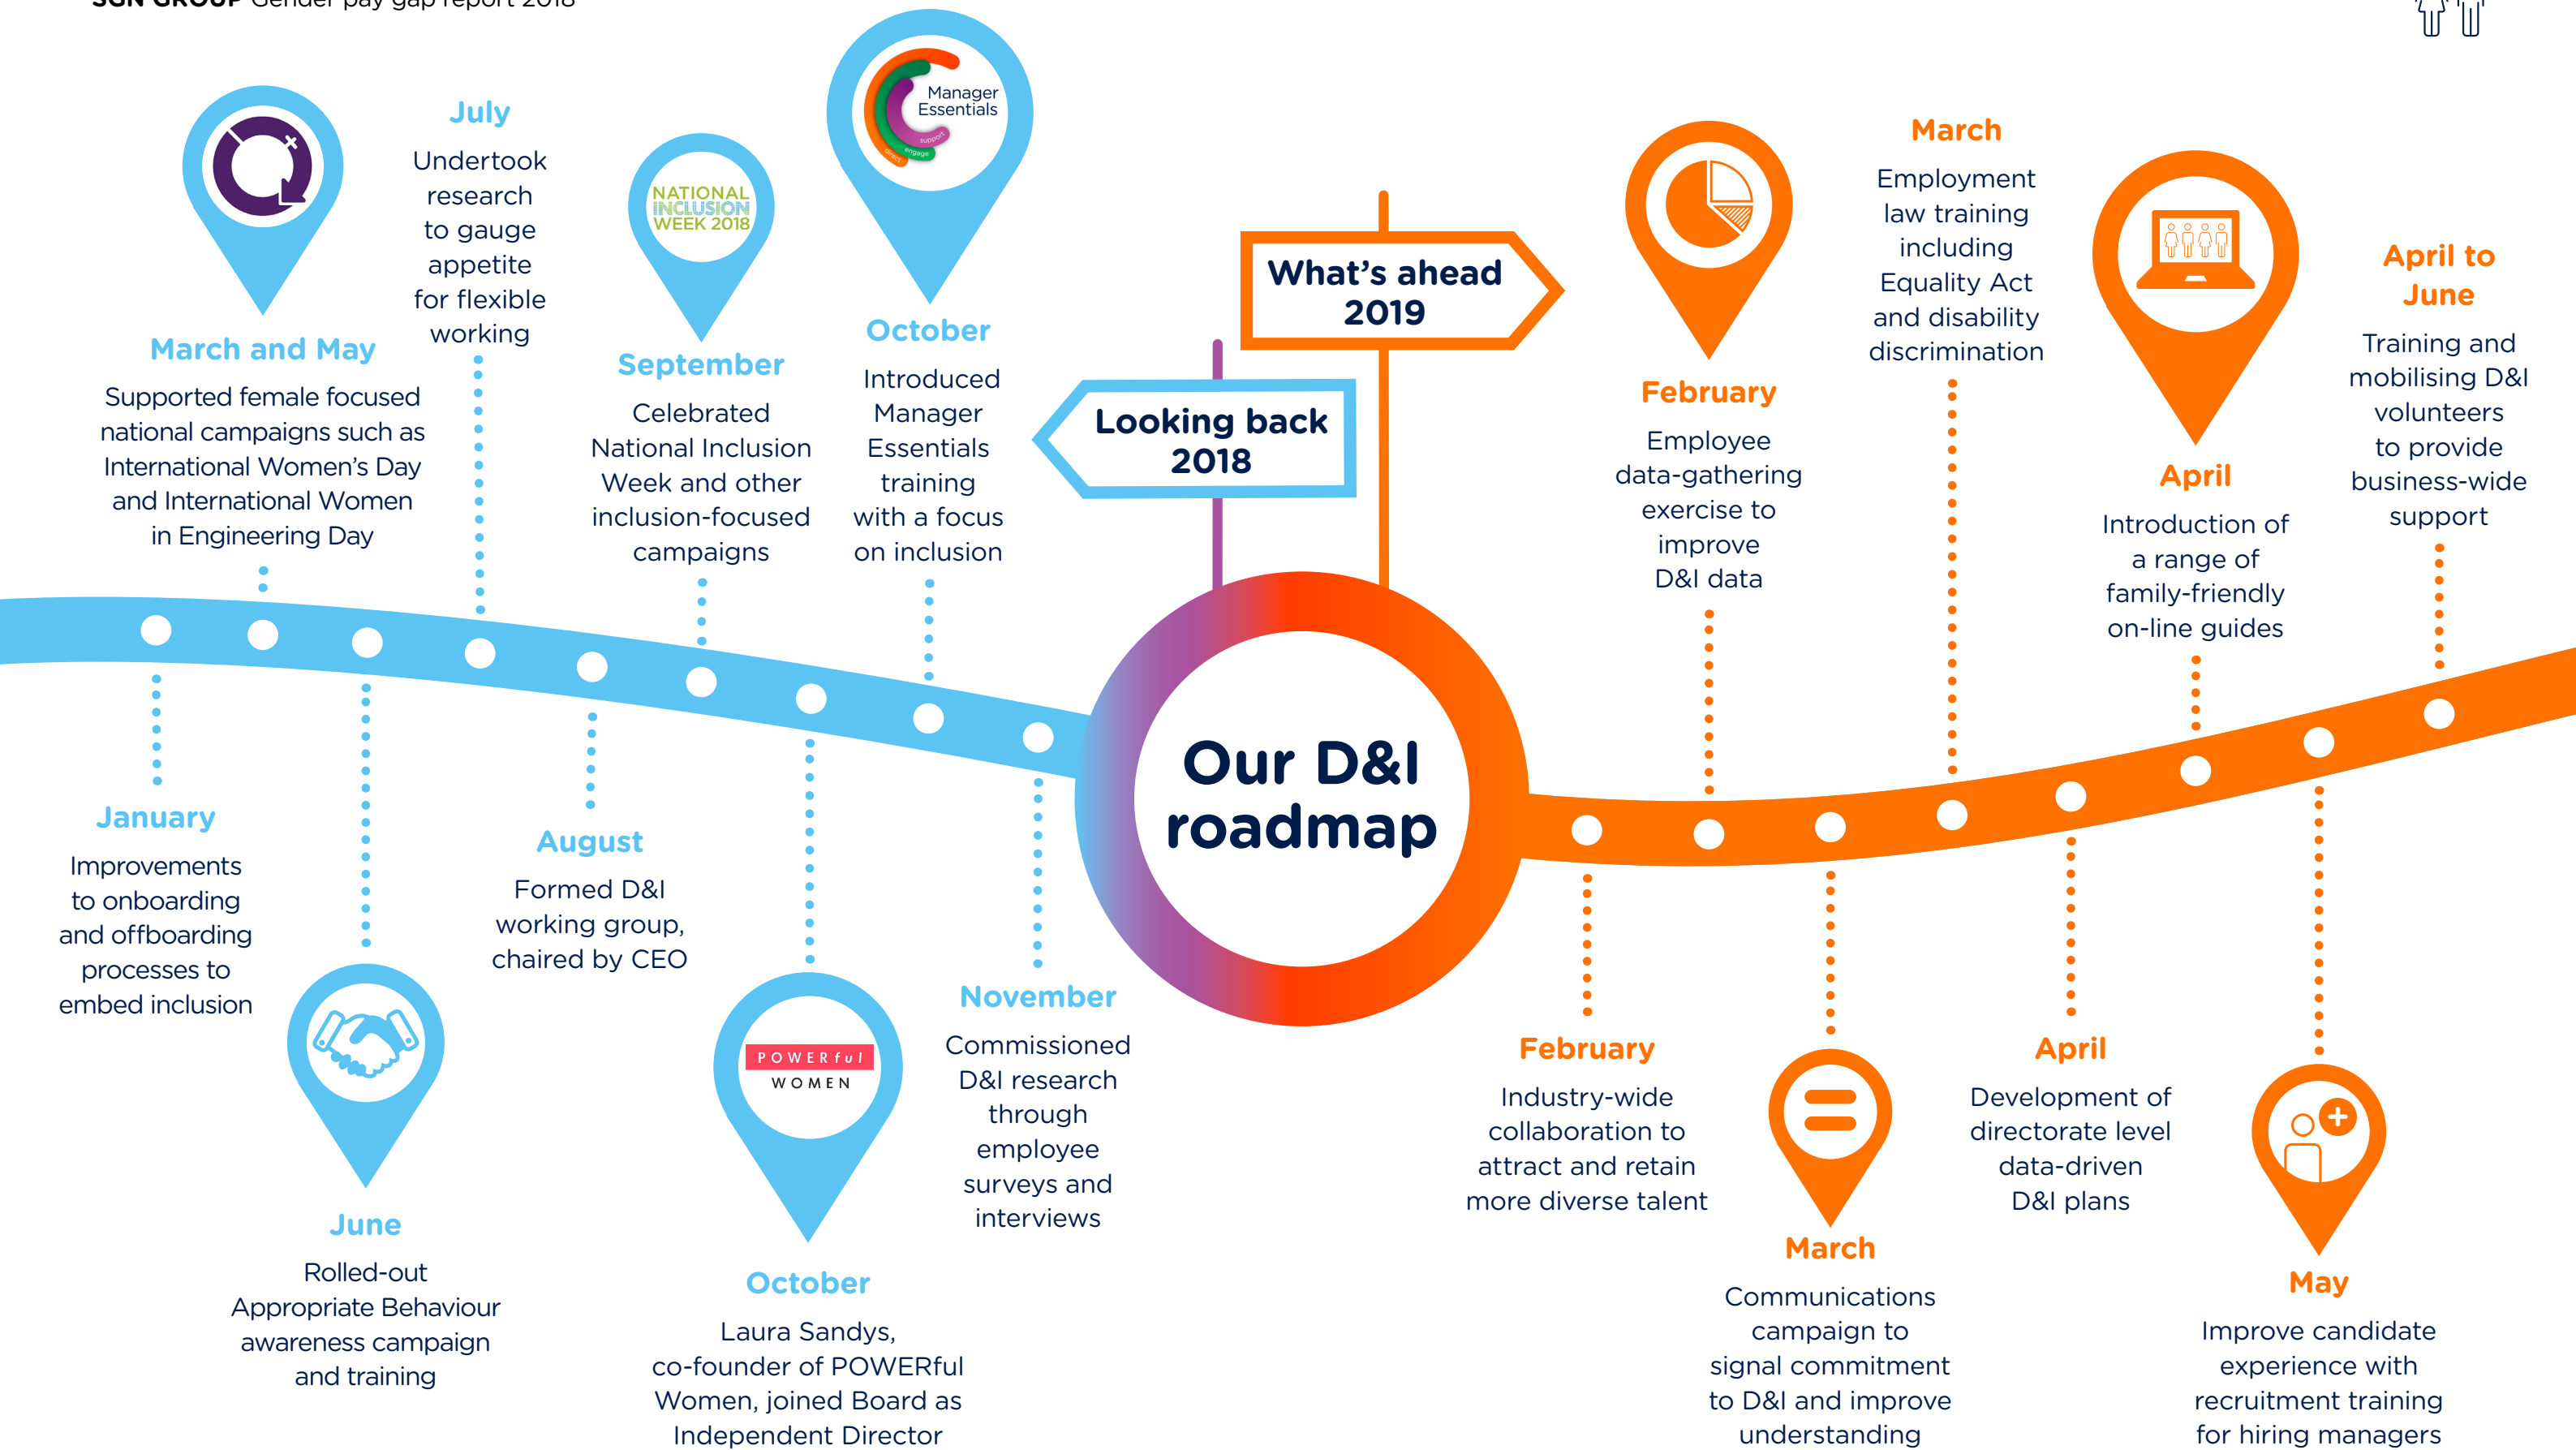 SGN GROUP Gender pay gap report 2018
Manager
Essentials
support
engage
direct
July
Undertook
research
to gauge
appetite
for flexible
working
NATIONAL
INCLUSION
WEEK 2018
March and May
Supported female focused
national campaigns such as
International Women's Day
and International Women
in Engineering Day
September
Celebrated
National Inclusion
Week and other
inclusion-focused
campaigns
October
Introduced
Manager
Essentials
training
with a focus
on inclusion
What's ahead
2019
Looking back
2018
February
Employee
data-gathering
exercise to
improve
D&I data
March
Employment
law training
including
Equality Act
and disability
discrimination
April
Introduction of
a range of
family-friendly
on-line guides
April to
June
Training and
mobilising D&I
volunteers
to provide
business-wide
support
Our D&I
roadmap
January
Improvements
to onboarding
and offboarding
processes to
embed inclusion
June
Rolled-out
Appropriate Behaviour
awareness campaign
and training
August
Formed D&I
working group,
chaired by CEO
POWERful
WOMEN
October
Laura Sandys,
co-founder of POWERful
Women, joined Board as
Independent Director
November
Commissioned
D&I research
through
employee
surveys and
interviews
February
Industry-wide
collaboration to
attract and retain
more diverse talent
March
Communications
campaign to
signal commitment
to D&I and improve
understanding
April
Development of
directorate level
data-driven
D&I plans
May
Improve candidate
experience with
recruitment training
for hiring managers